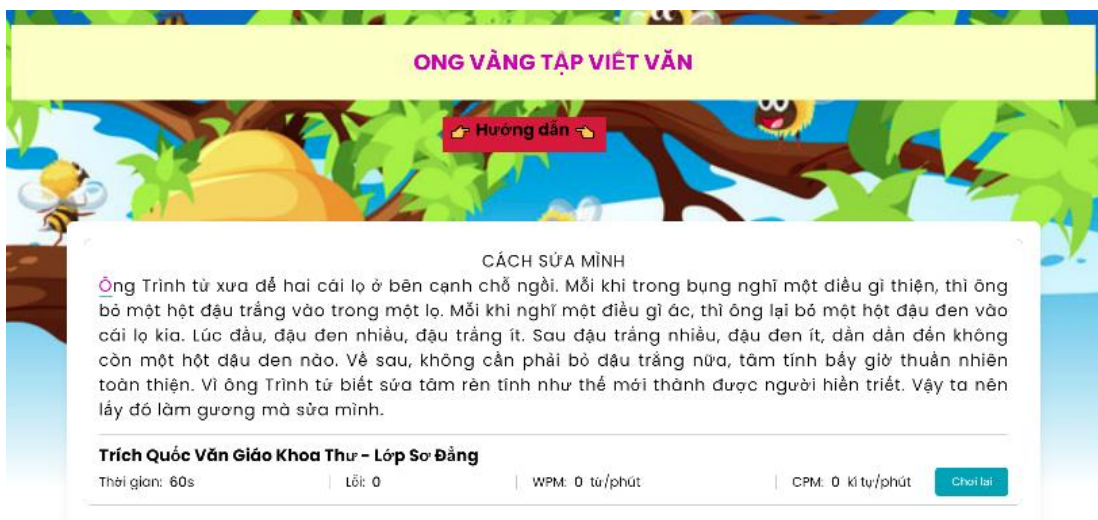 ONG VÀNG TẬP VIẾT VĂN
👉 Hướng dẫn 👈
CÁCH SỬA MÌNH
Ông Trình tử xưa để hai cái lọ ở bên cạnh chỗ ngồi. Mỗi khi trong bụng nghĩ một điều gì thiện, thì ông
bỏ một hột đậu trắng vào trong một lọ. Mỗi khi nghĩ một điều gì ác, thì ông lại bỏ một hột đậu đen vào
cái lọ kia. Lúc đầu, đậu đen nhiều, đậu trắng ít. Sau đậu trắng nhiều, đậu đen ít, dần dần đến không
còn một hột đậu đen nào. Về sau, không cần phải bỏ đậu trắng nữa, tâm tính bấy giờ thuần nhiên
toàn thiện. Vì ông Trình tử biết sửa tâm rèn tính như thế mới thành được người hiền triết. Vậy ta nên
lấy đó làm gương mà sửa mình.
Trích Quốc Văn Giáo Khoa Thư - Lớp Sơ Đẳng
Thời gian: 60s Lỗi: 0 WPM: 0 từ/phút CPM: 0 kí tự/phút Chơi lại